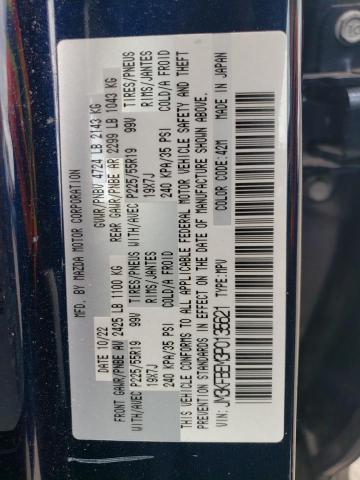 MFD. BY MAZDA MOTOR CORPORATION
DATE: 10/22 GVWR/PNBV 4724 LB 2143 KG
FRONT GAWR/PNBE AV 2425 LB 1100 KG REAR GAWR/PNBE AR 2299 LB 1043 KG
WITH/AVEC P225/55R19 99V TIRES/PNEUS WITH/AVEC P225/55R19 99V TIRES/PNEUS
19X7J RIMS/JANTES 19X7J RIMS/JANTES
240 KPA/35 PSI COLD/A FROID 240 KPA/35 PSI COLD/A FROID
THIS VEHICLE CONFORMS TO ALL APPLICABLE FEDERAL MOTOR VEHICLE SAFETY AND THEFT
PREVENTION STANDARDS IN EFFECT ON THE DATE OF MANUFACTURE SHOWN ABOVE.
MADE IN JAPAN
VIN: JM3KFBBM3P0136621 TYPE: MPV COLOR CODE: 42M